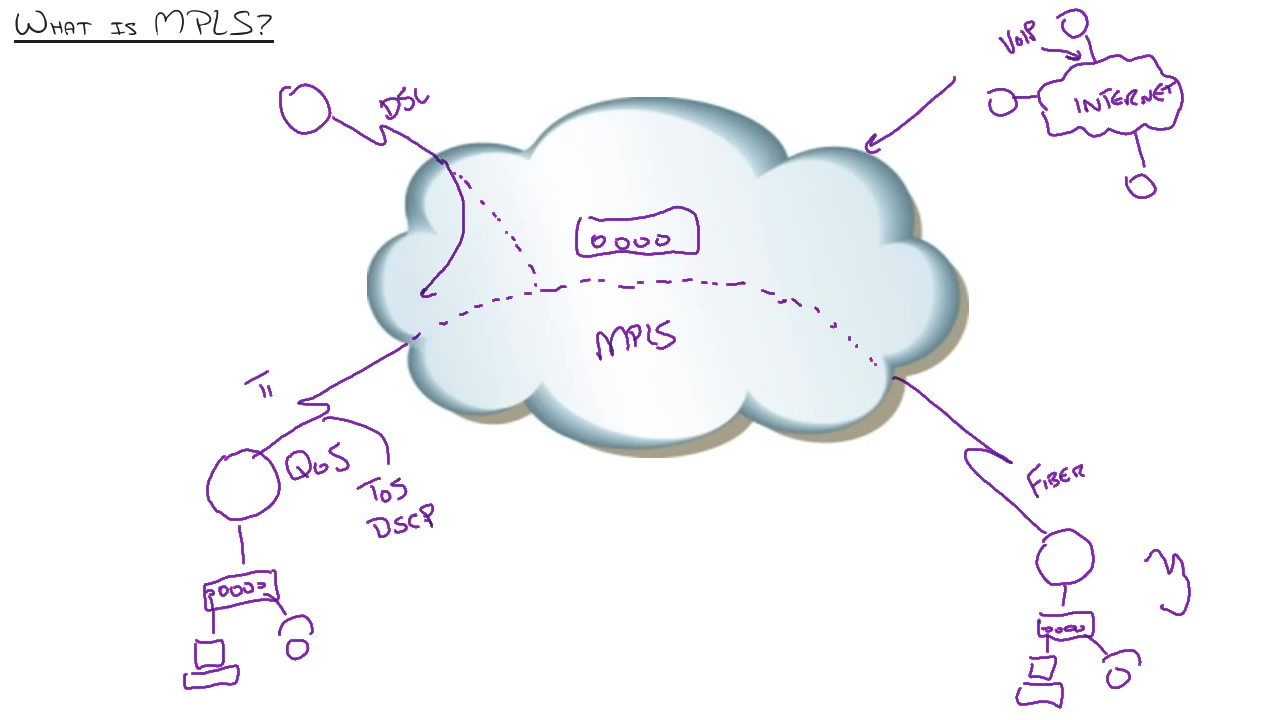 WHAT IS MPLS?
VOIP
INTERNET
DSL
MPLS
T1
QoS
ToS
DSCP
FIBER